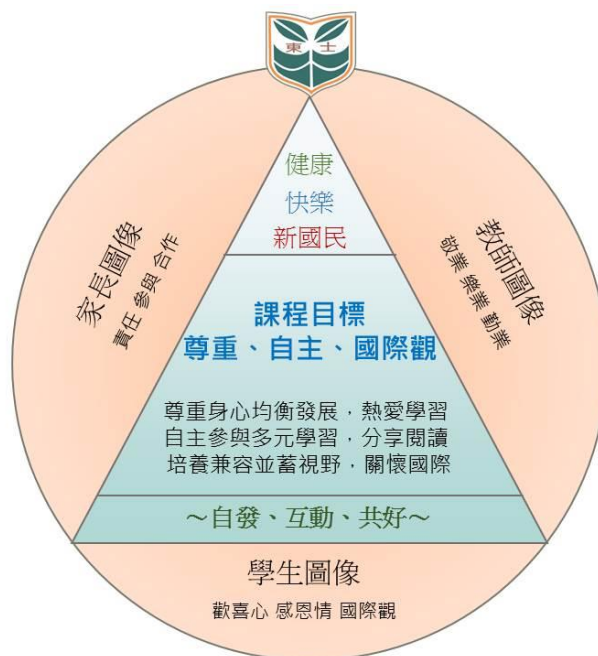 東 士
健康
快樂
新國民
家長圖像
責任 參與 合作
教師圖像
敬業 樂業 勤業
課程目標
尊重、自主、國際觀
尊重身心均衡發展，熱愛學習
自主參與多元學習，分享閱讀
培養兼容並蓄視野，關懷國際
～自發、互動、共好～
學生圖像
歡喜心 感恩情 國際觀